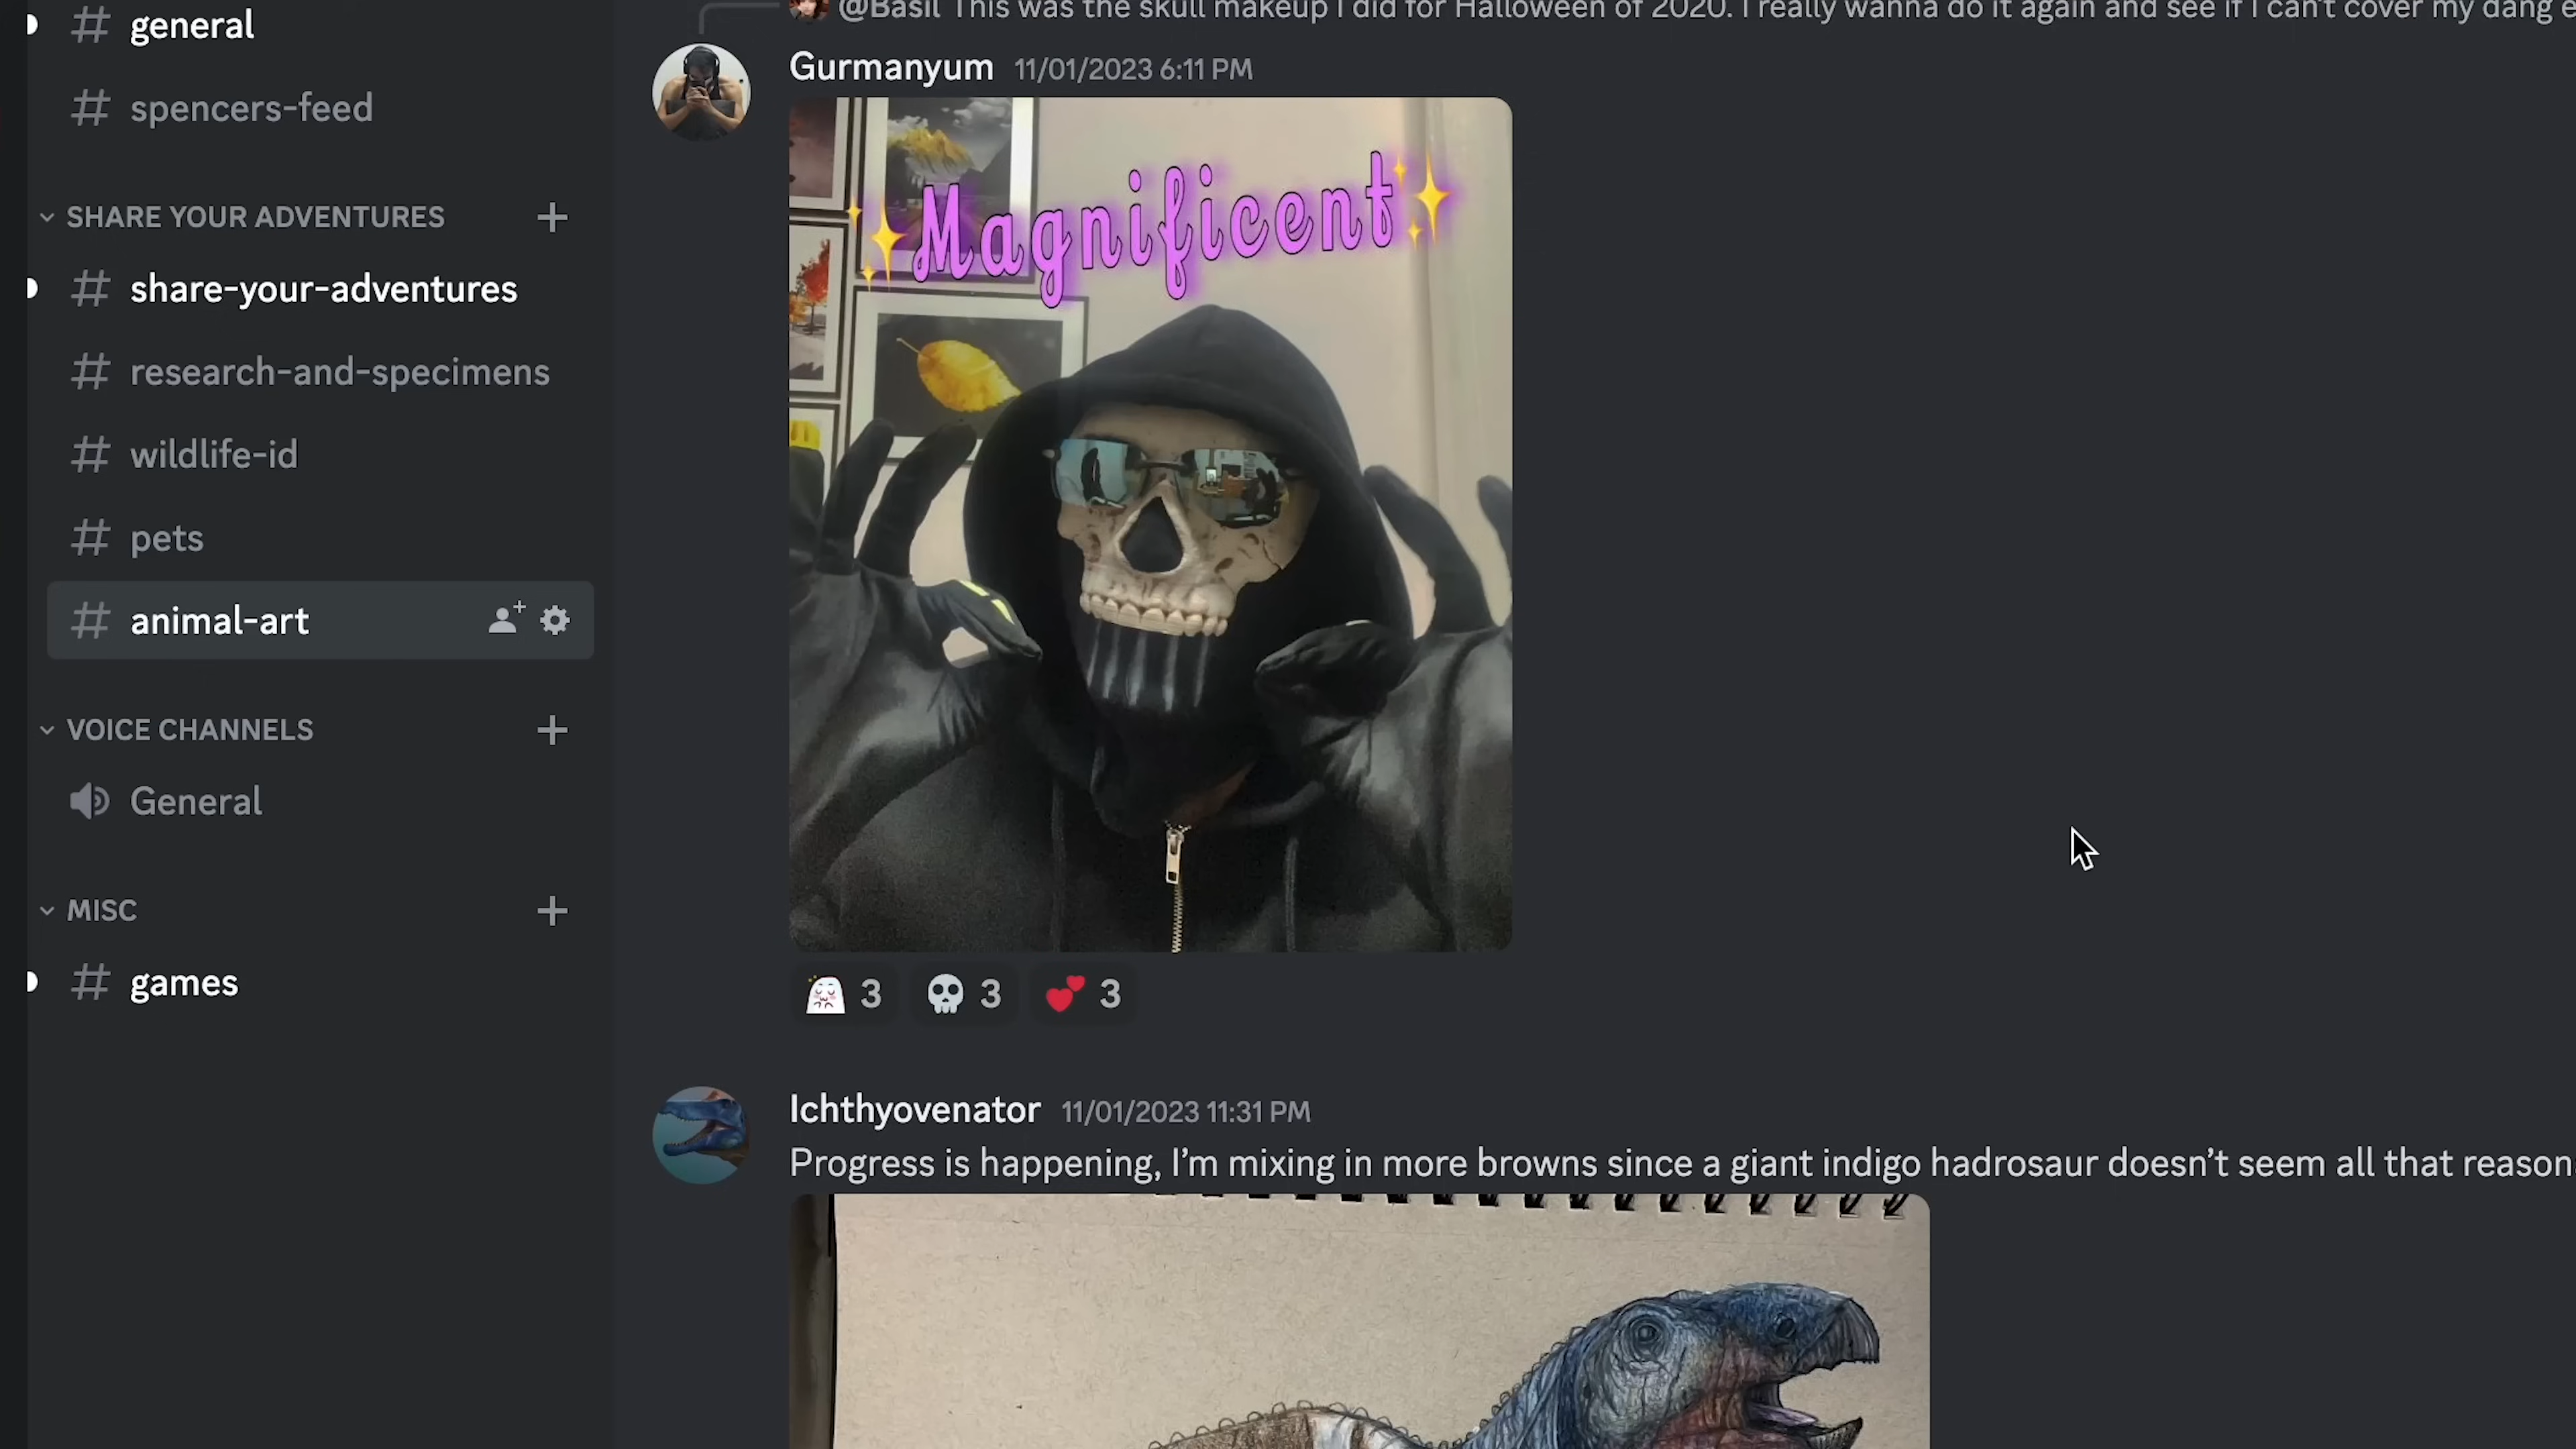 general
spencers-feed
SHARE YOUR ADVENTURES
share-your-adventures
research-and-specimens
wildlife-id
pets
animal-art
VOICE CHANNELS
General
MISC
games
@Basil This was the skull makeup I did for Halloween of 2020. I really wanna do it again and see if I can't cover my dang
Gurmanyum 11/01/2023 6:11 PM
Magnificent
3 3 3
Ichthyovenator 11/01/2023 11:31 PM
Progress is happening, I'm mixing in more browns since a giant indigo hadrosaur doesn't seem all that reason